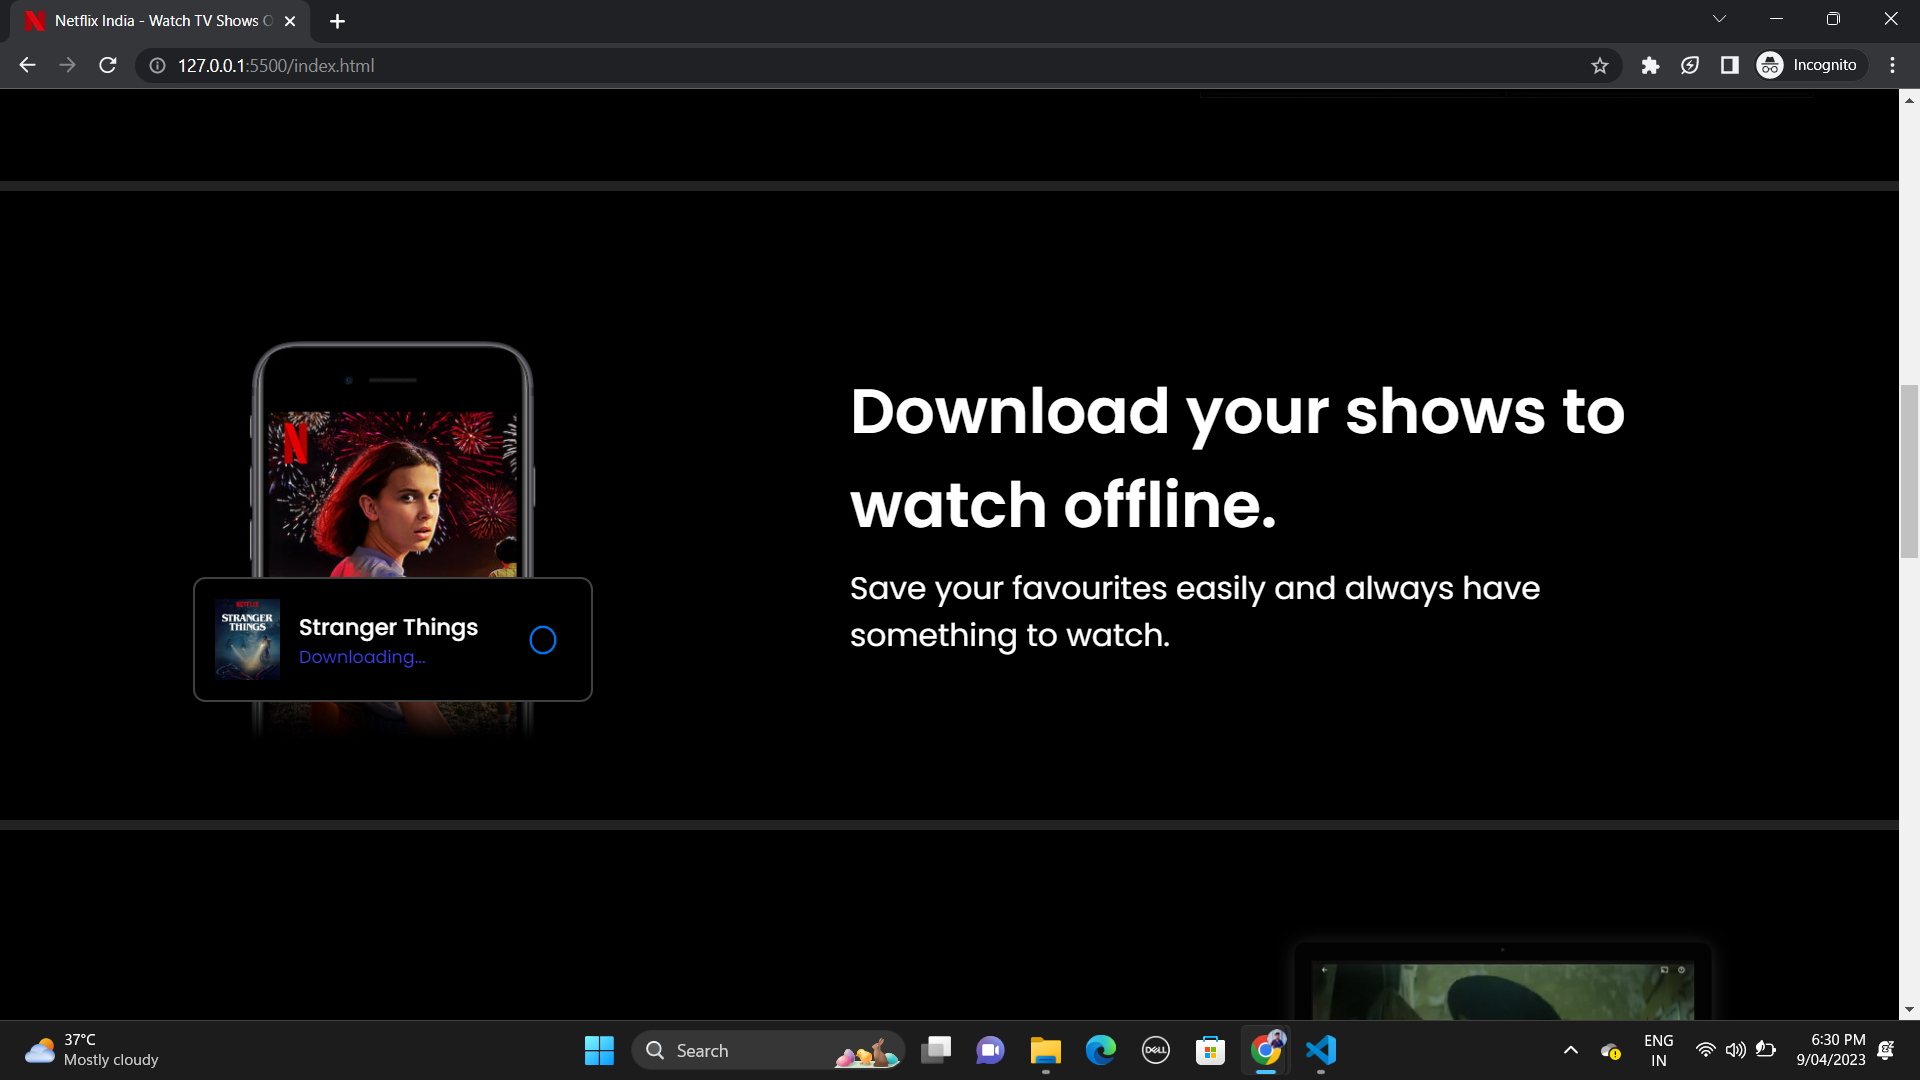 Netflix India - Watch TV Shows O
127.0.0.1:5500/index.html
Incognito
N
Download your shows to
watch offline.
Save your favourites easily and always have
something to watch.
NETFLIX
STRANGER
THINGS
Stranger Things
Downloading...
37°C
Mostly cloudy
Search
DELL
ENG
IN
6:30 PM
9/04/2023